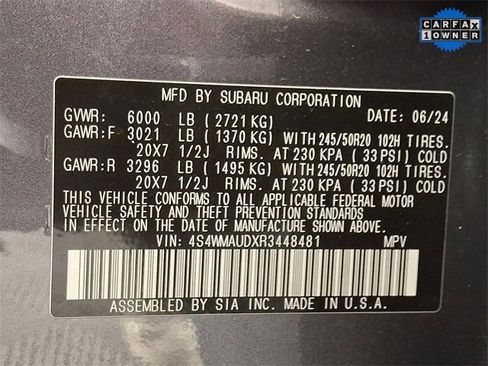 CARFAX
1 OWNER
MFD BY SUBARU CORPORATION
GVWR: 6000 LB ( 2721 KG) DATE: 06/24
GAWR:F 3021 LB ( 1370 KG) WITH 245/50R20 102H TIRES.
20X7 1/2J RIMS. AT 230 KPA ( 33 PSI) COLD
GAWR:R 3296 LB ( 1495 KG) WITH 245/50R20 102H TIRES.
20X7 1/2J RIMS. AT 230 KPA ( 33 PSI) COLD
THIS VEHICLE CONFORMS TO ALL APPLICABLE FEDERAL MOTOR
VEHICLE SAFETY AND THEFT PREVENTION STANDARDS
IN EFFECT ON THE DATE OF MANUFACTURE SHOWN ABOVE.
VIN: 4S4WMAUDXR3448481 MPV
ASSEMBLED BY SIA INC. MADE IN U.S.A.